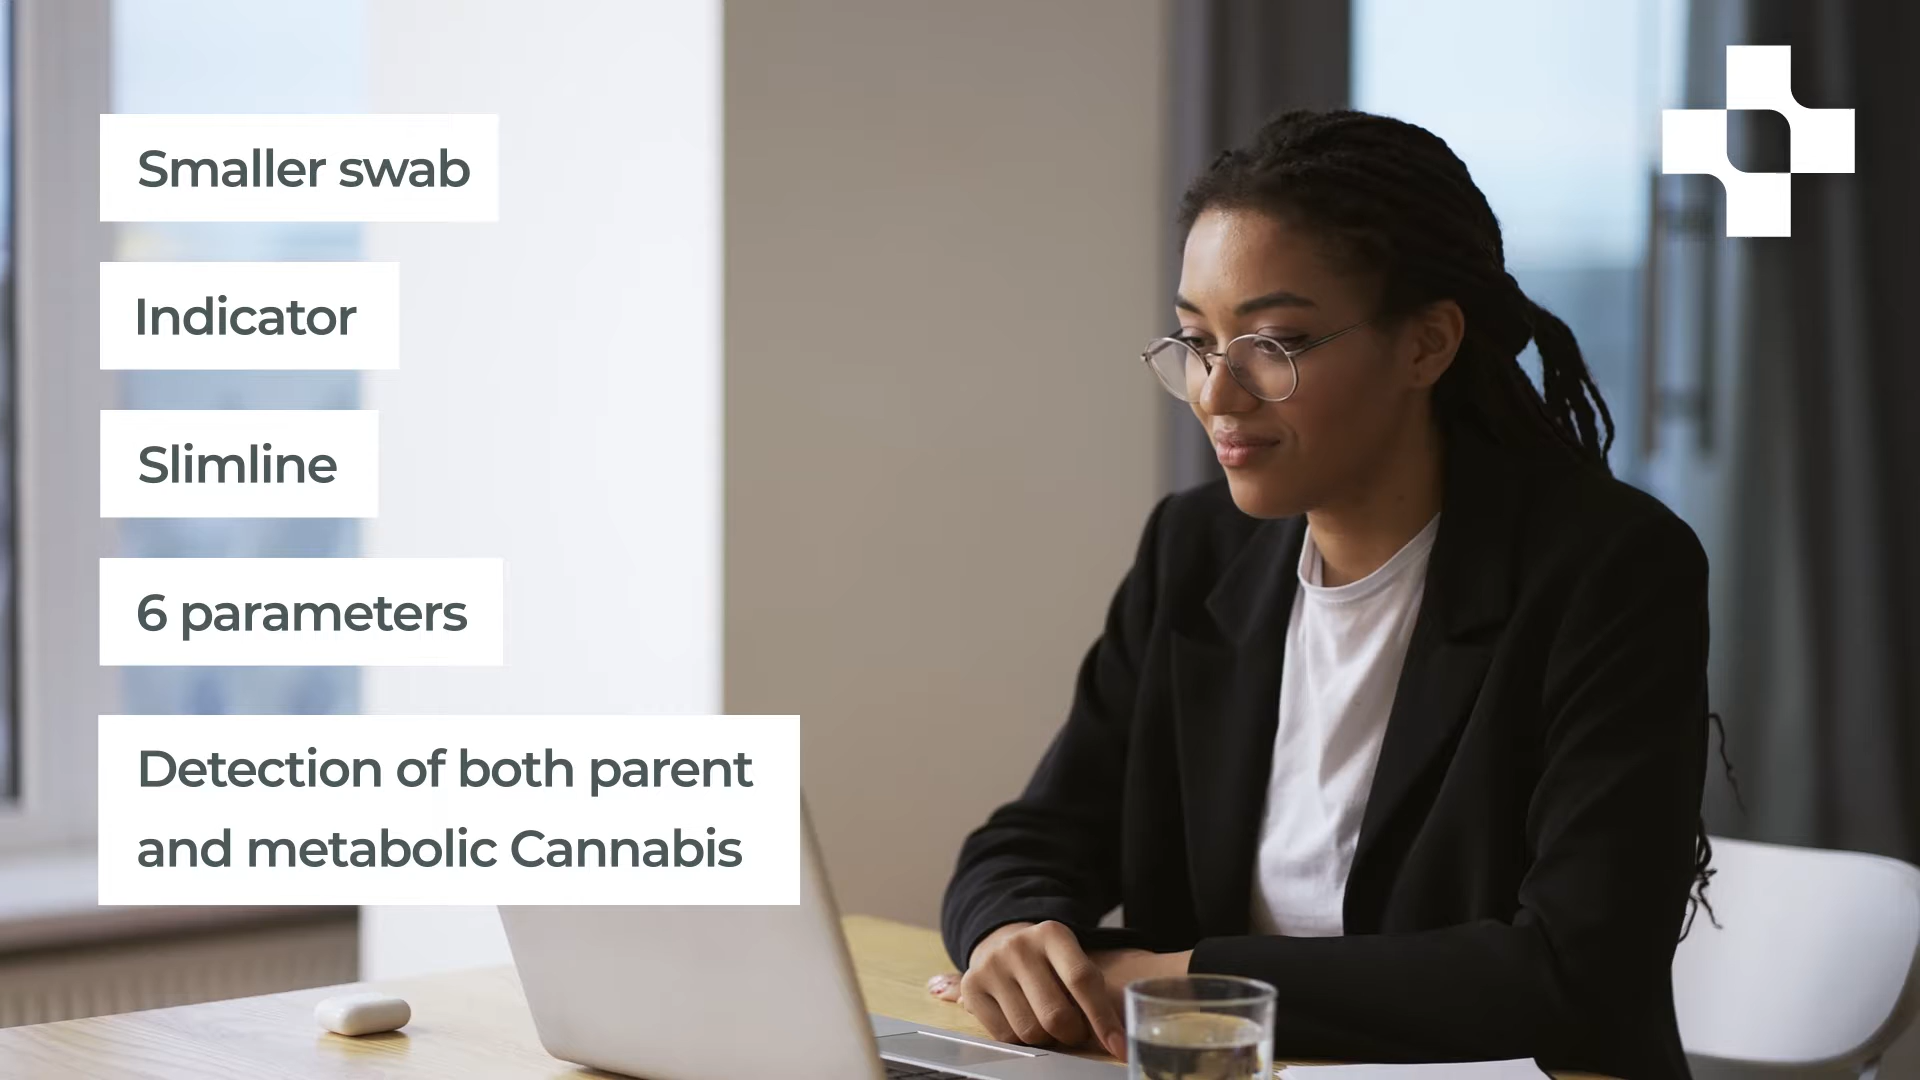 Smaller swab
Indicator
Slimline
6 parameters
Detection of both parent
and metabolic Cannabis